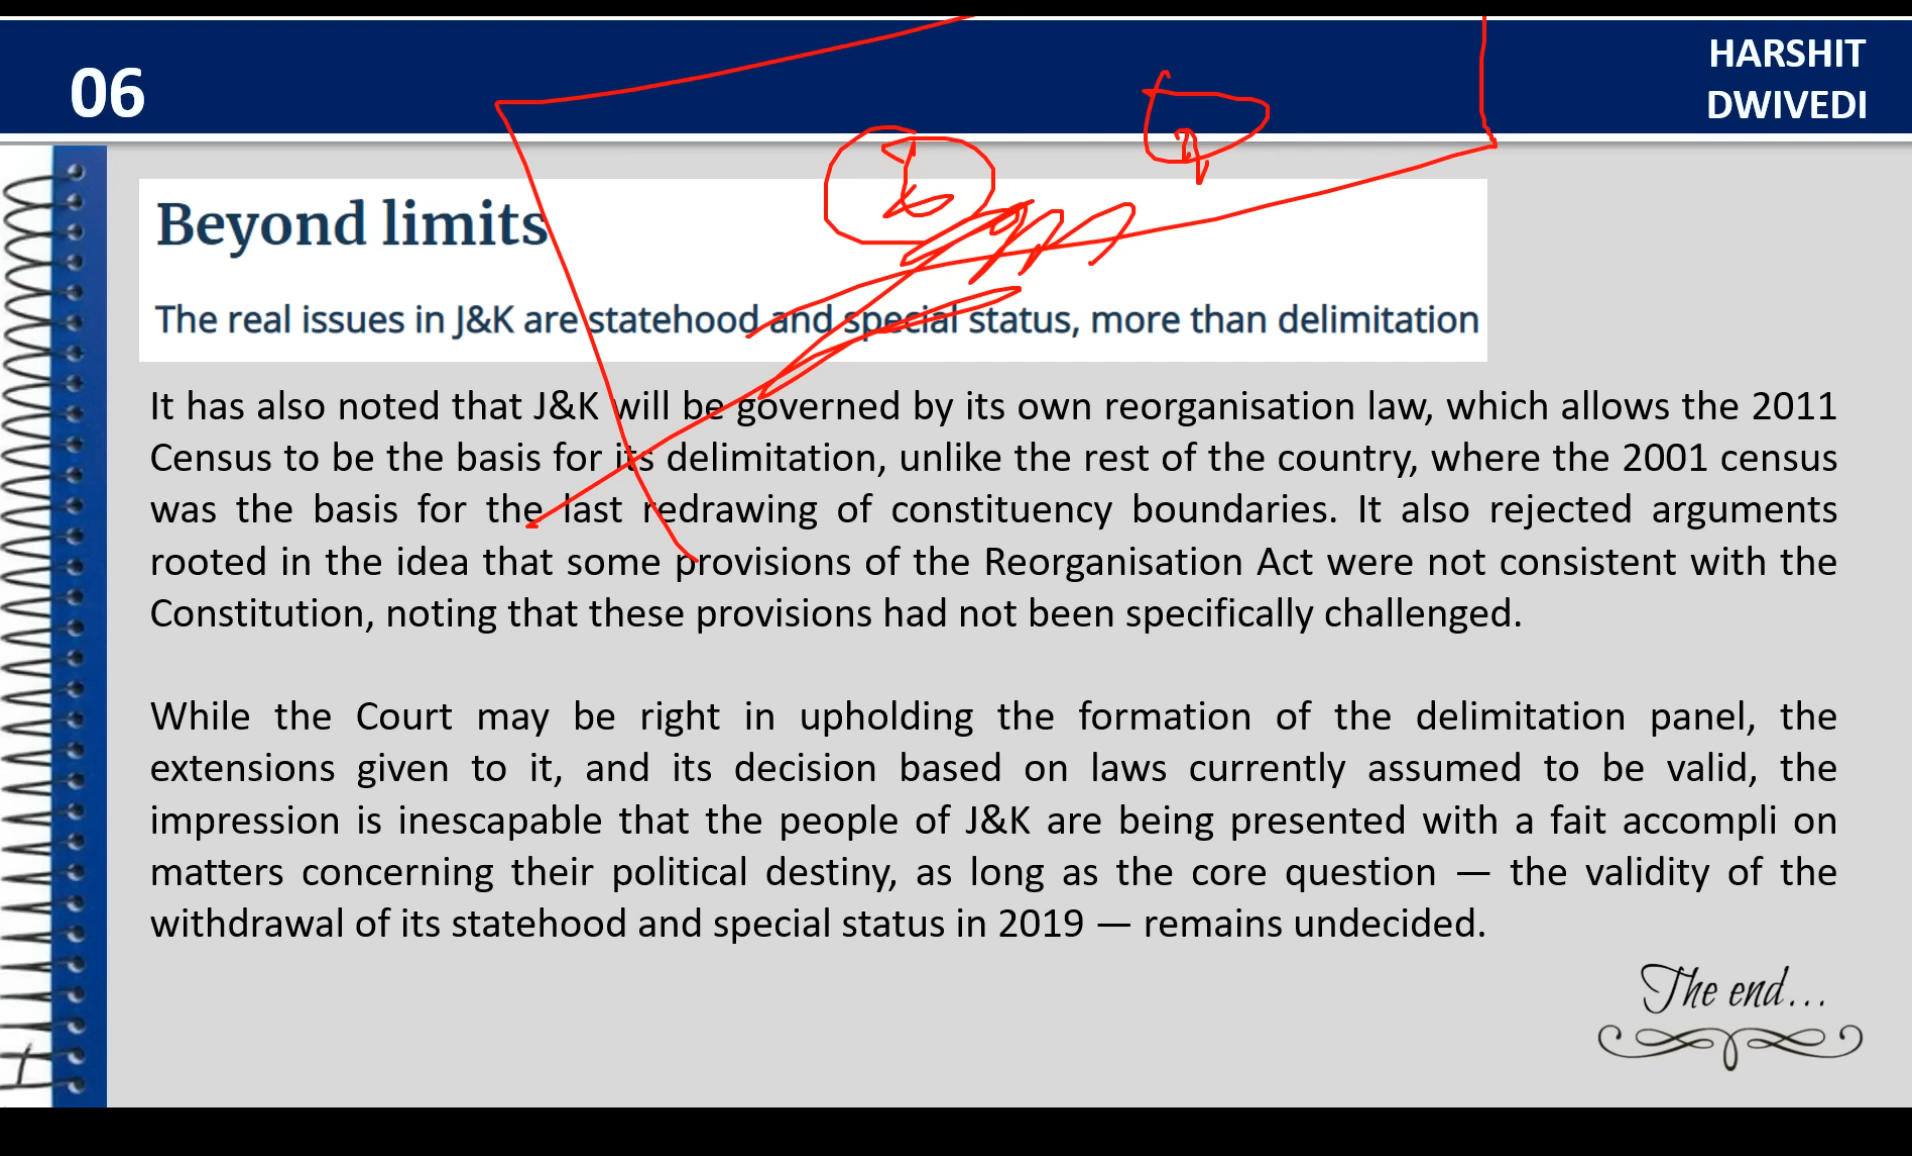 06
HARSHIT
DWIVEDI
Beyond limits
The real issues in J&K are statehood and special status, more than delimitation
It has also noted that J&K will be governed by its own reorganisation law, which allows the 2011
Census to be the basis for its delimitation, unlike the rest of the country, where the 2001 census
was the basis for the last redrawing of constituency boundaries. It also rejected arguments
rooted in the idea that some provisions of the Reorganisation Act were not consistent with the
Constitution, noting that these provisions had not been specifically challenged.
While the Court may be right in upholding the formation of the delimitation panel, the
extensions given to it, and its decision based on laws currently assumed to be valid, the
impression is inescapable that the people of J&K are being presented with a fait accompli on
matters concerning their political destiny, as long as the core question — the validity of the
withdrawal of its statehood and special status in 2019 — remains undecided.
The end...